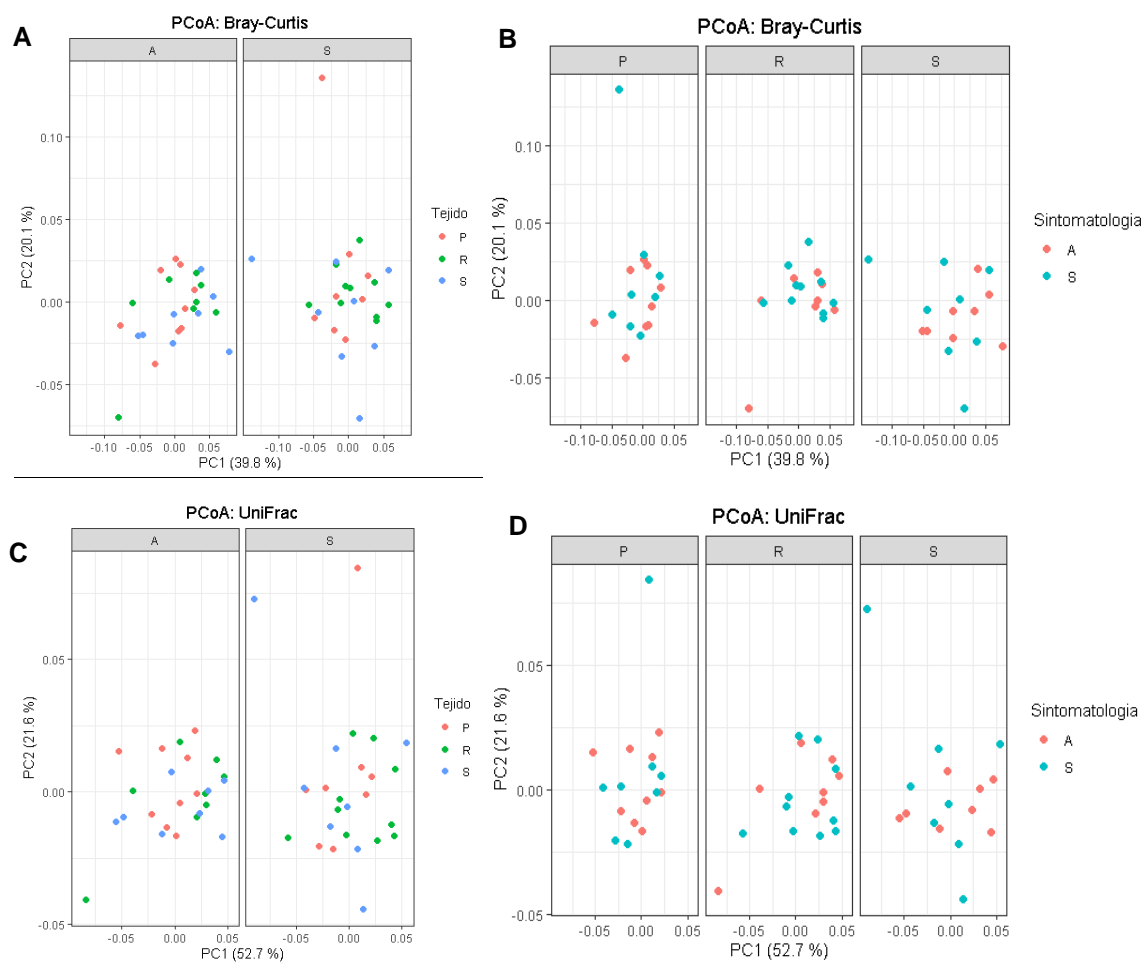 A
PCoA: Bray-Curtis
A S
0.10
0.05
0.00
-0.05
PC2 (20.1 %)
-0.10 -0.05 0.00 0.05 -0.10 -0.05 0.00 0.05
PC1 (39.8 %)
Tejido
P
R
S
B
PCoA: Bray-Curtis
P R S
0.10
0.05
0.00
-0.05
PC2 (20.1 %)
-0.10-0.050.00 0.05 -0.10-0.050.00 0.05 -0.10-0.050.00 0.05
PC1 (39.8 %)
Sintomatologia
A
S
C
PCoA: UniFrac
A S
0.05
0.00
-0.05
PC2 (21.6 %)
-0.05 0.00 0.05 -0.05 0.00 0.05
PC1 (52.7 %)
Tejido
P
R
S
D
PCoA: UniFrac
P R S
0.05
0.00
-0.05
PC2 (21.6 %)
-0.05 0.00 0.05 -0.05 0.00 0.05 -0.05 0.00 0.05
PC1 (52.7 %)
Sintomatologia
A
S